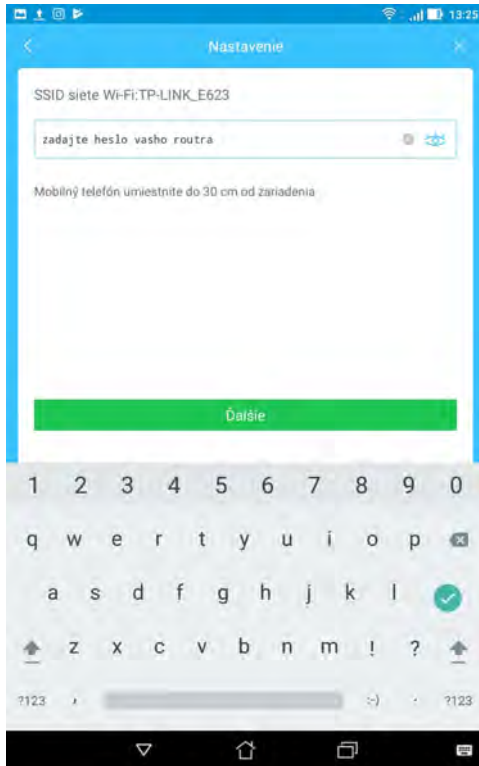 13:25
Nastavenie
SSID siete Wi-Fi:TP-LINK_E623
zadajte heslo vasho routra
Mobilný telefón umiestnite do 30 cm od zariadenia
Ďalšie
1 2 3 4 5 6 7 8 9 0
q w e r t y u i o p
a s d f g h j k l
z x c v b n m ! ?
?123 , :-) . ?123